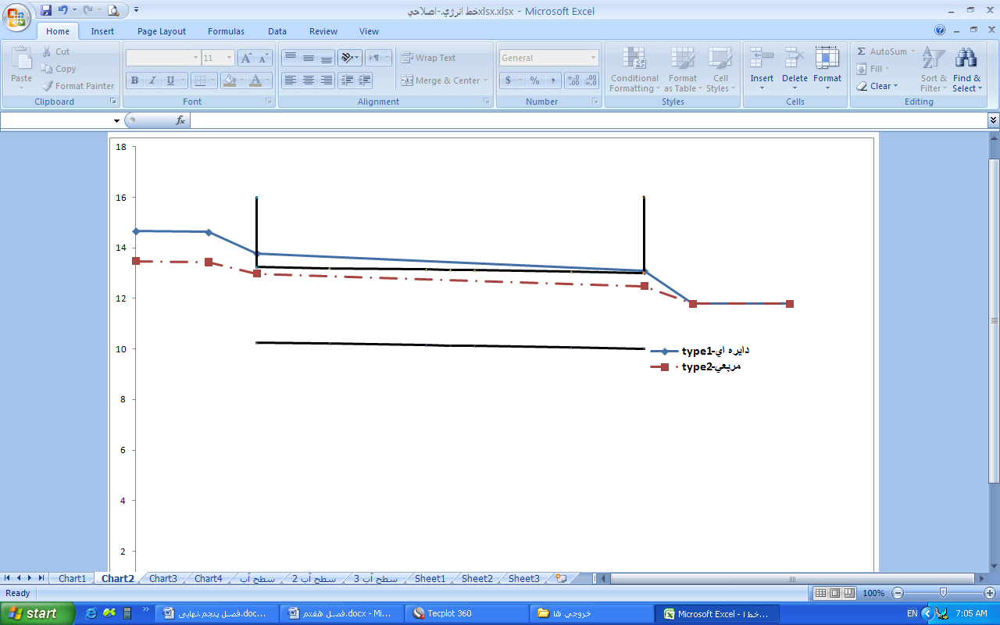 خط انرژي-اصلاحيxlsx.xlsx - Microsoft Excel
Home Insert Page Layout Formulas Data Review View
Paste
Cut
Copy
Format Painter
Clipboard
11
A A
B I U
A
Font
Wrap Text
Merge & Center
Alignment
General
$ % ,
Number
Conditional Formatting
Format as Table
Cell Styles
Styles
Insert Delete Format
Cells
AutoSum
Fill
Clear
Sort & Filter
Find & Select
Editing
fx
18
16
14
12
10
8
6
4
2
type1-دايره اي
type2-مربعي
Chart1 Chart2 Chart3 Chart4 سطح آب سطح آب 2 سطح آب 3 Sheet1 Sheet2 Sheet3
Ready
100%
start
فصل پنجم.نهایی.doc...
فصل هفتم.docx - Mi...
Tecplot 360
خروجي ها
Microsoft Excel - خط ا...
EN
7:05 AM